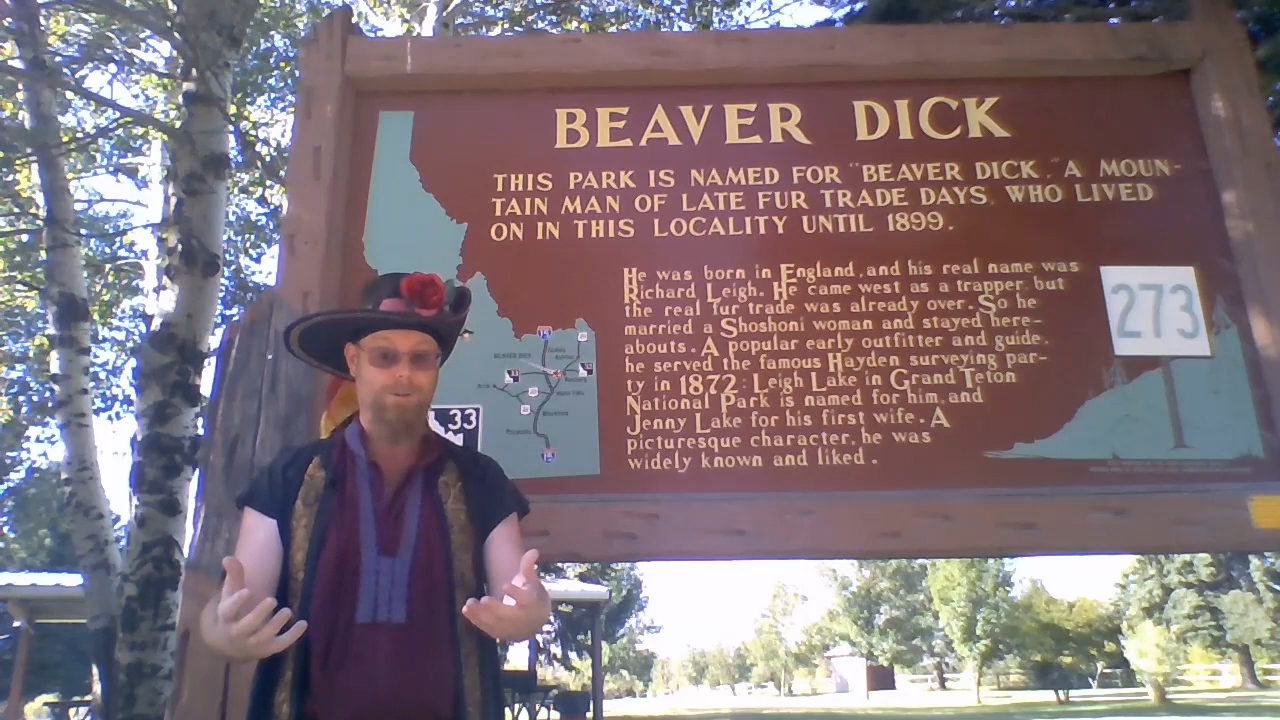 BEAVER DICK
THIS PARK IS NAMED FOR "BEAVER DICK," A MOUN-
TAIN MAN OF LATE FUR TRADE DAYS, WHO LIVED
ON IN THIS LOCALITY UNTIL 1899.
He was born in England, and his real name was
Richard Leigh. He came west as a trapper, but
the real fur trade was already over. So he
married a Shoshoni woman and stayed here-
abouts. A popular early outfitter and guide,
he served the famous Hayden surveying par-
ty in 1872: Leigh Lake in Grand Teton
National Park is named for him, and
Jenny Lake for his first wife. A
picturesque character, he was
widely known and liked.
273
BEAVER DICK
33